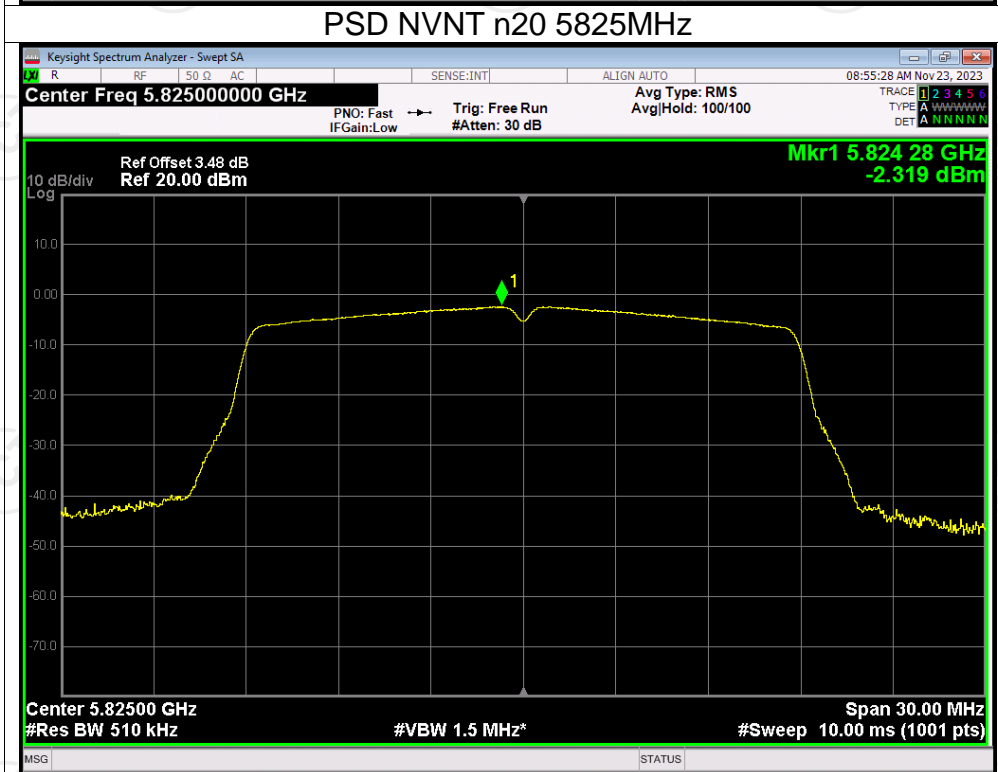 PSD NVNT n20 5825MHz
Keysight Spectrum Analyzer - Swept SA
LXI R RF 50 Ω AC SENSE:INT ALIGN AUTO 08:55:28 AM Nov 23, 2023
Center Freq 5.825000000 GHz
PNO: Fast
IFGain:Low
Trig: Free Run
#Atten: 30 dB
Avg Type: RMS
Avg|Hold: 100/100
TRACE 1 2 3 4 5 6
TYPE A WWWWW
DET A N N N N N
Mkr1 5.824 28 GHz
-2.319 dBm
Ref Offset 3.48 dB
10 dB/div Ref 20.00 dBm
Log
1
10.0
0.00
-10.0
-20.0
-30.0
-40.0
-50.0
-60.0
-70.0
Center 5.82500 GHz Span 30.00 MHz
#Res BW 510 kHz #VBW 1.5 MHz* #Sweep 10.00 ms (1001 pts)
MSG STATUS